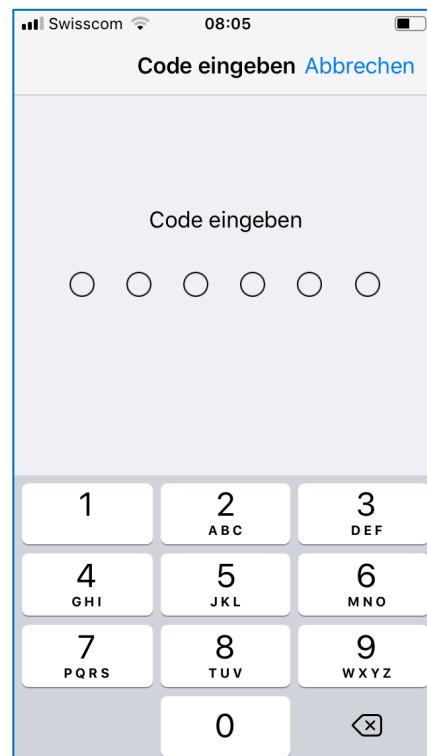 Swisscom 08:05
Code eingeben Abbrechen
Code eingeben
1 2 3
ABC DEF
4 5 6
GHI JKL MNO
7 8 9
PQRS TUV WXYZ
0